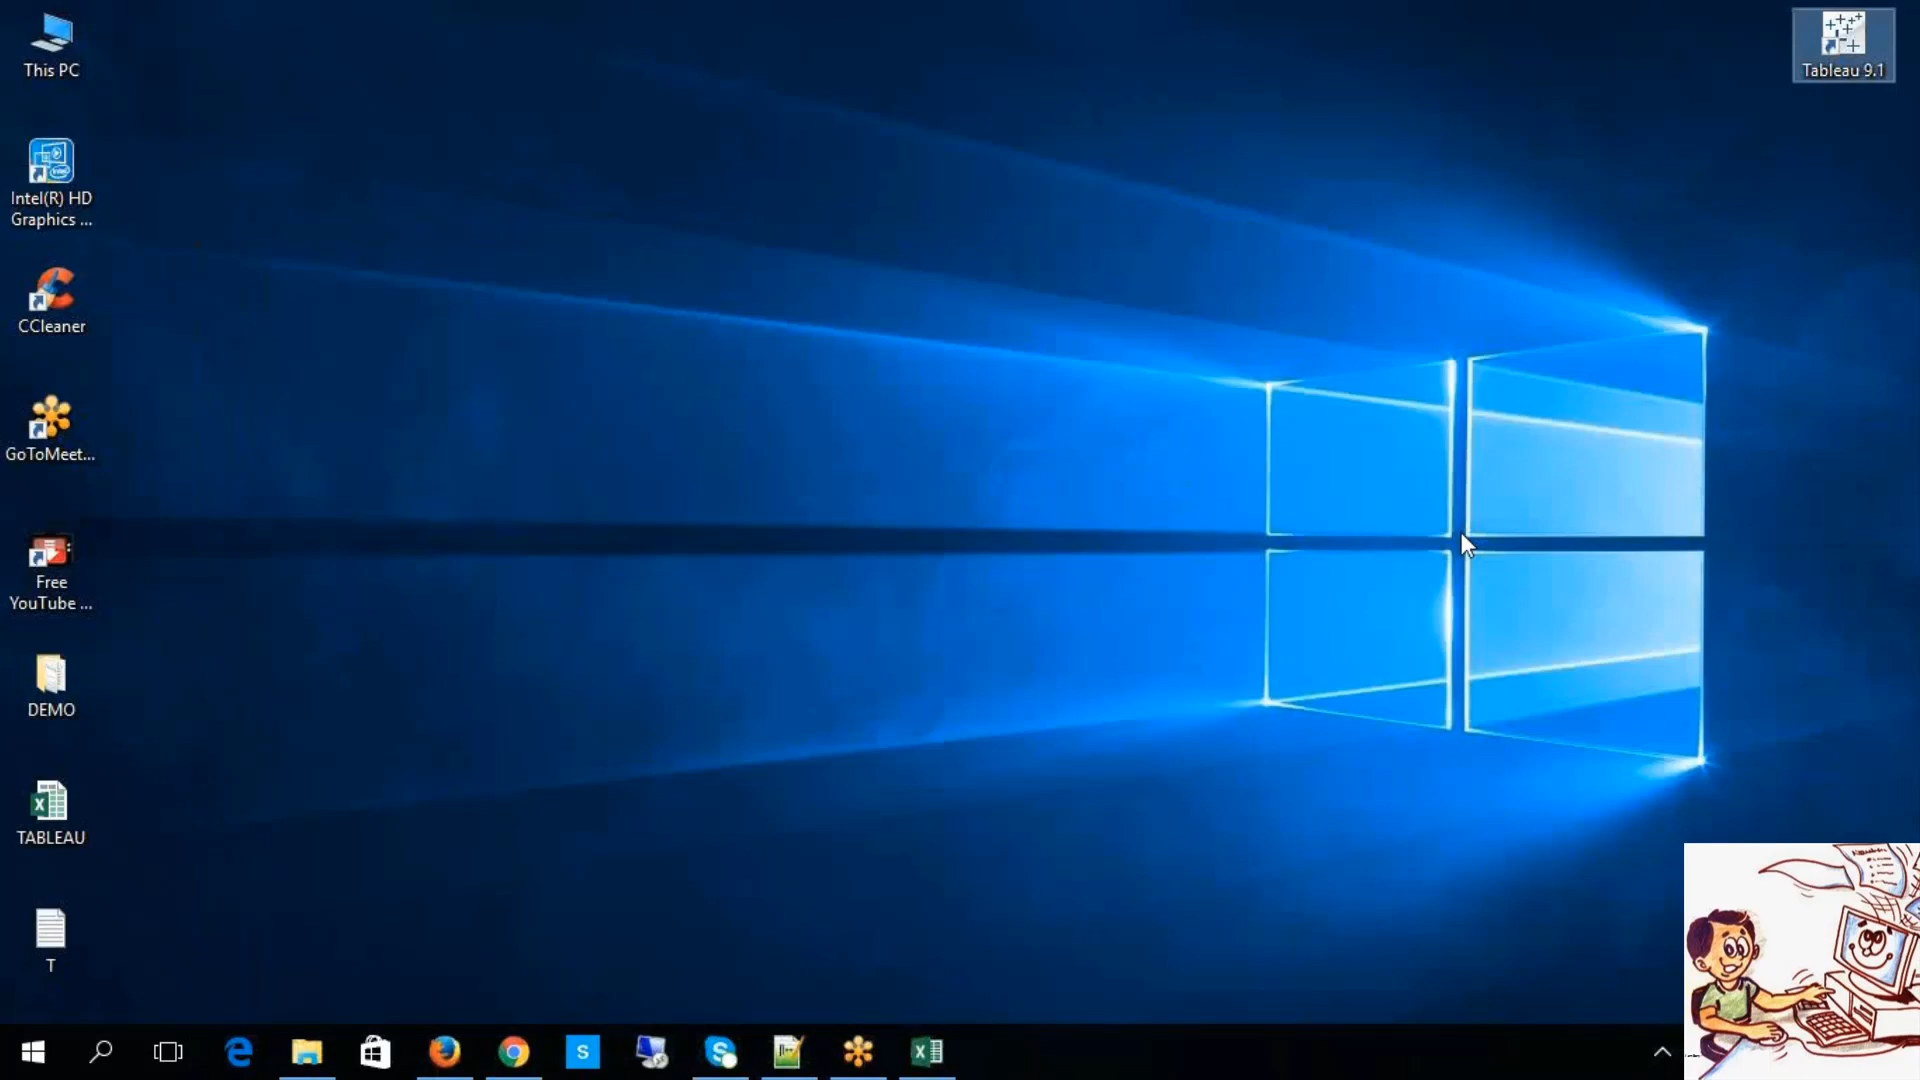 This PC
Tableau 9.1
Intel(R) HD
Graphics ...
CCleaner
GoToMeet...
Free
YouTube ...
DEMO
TABLEAU
T